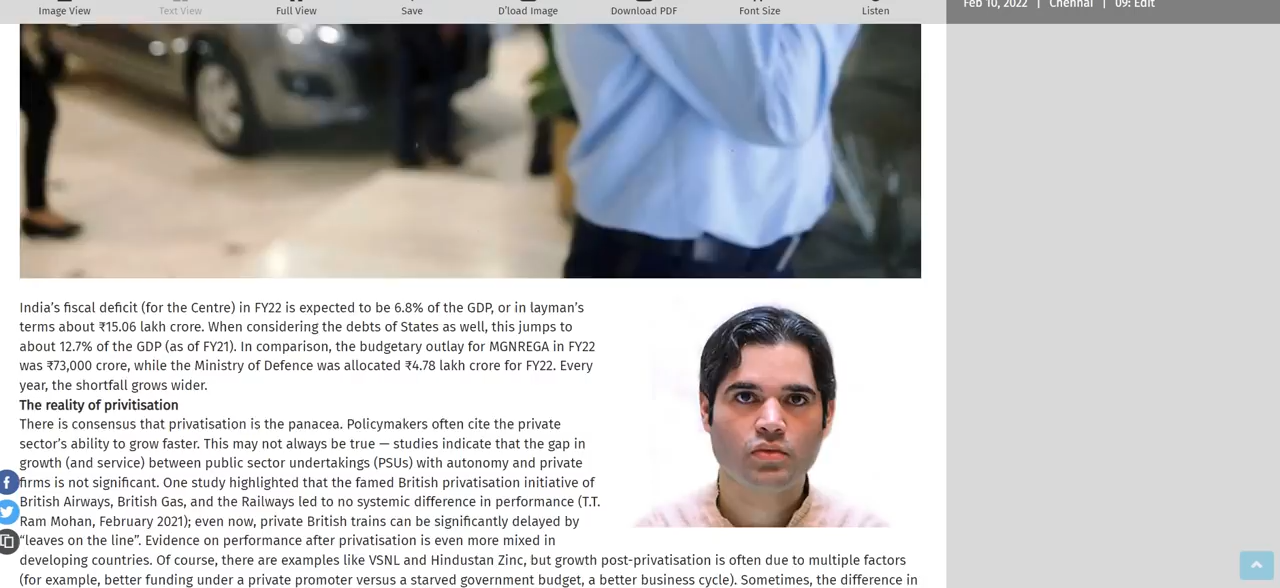 Image View
Text View
Full View
Save
D'load Image
Download PDF
Font Size
Listen
Feb 10, 2022 | Chennai | 09: Edit
India's fiscal deficit (for the Centre) in FY22 is expected to be 6.8% of the GDP, or in layman's
terms about ₹15.06 lakh crore. When considering the debts of States as well, this jumps to
about 12.7% of the GDP (as of FY21). In comparison, the budgetary outlay for MGNREGA in FY22
was ₹73,000 crore, while the Ministry of Defence was allocated ₹4.78 lakh crore for FY22. Every
year, the shortfall grows wider.
The reality of privitisation
There is consensus that privatisation is the panacea. Policymakers often cite the private
sector's ability to grow faster. This may not always be true — studies indicate that the gap in
growth (and service) between public sector undertakings (PSUs) with autonomy and private
firms is not significant. One study highlighted that the famed British privatisation initiative of
British Airways, British Gas, and the Railways led to no systemic difference in performance (T.T.
Ram Mohan, February 2021); even now, private British trains can be significantly delayed by
“leaves on the line”. Evidence on performance after privatisation is even more mixed in
developing countries. Of course, there are examples like VSNL and Hindustan Zinc, but growth post-privatisation is often due to multiple factors
(for example, better funding under a private promoter versus a starved government budget, a better business cycle). Sometimes, the difference in